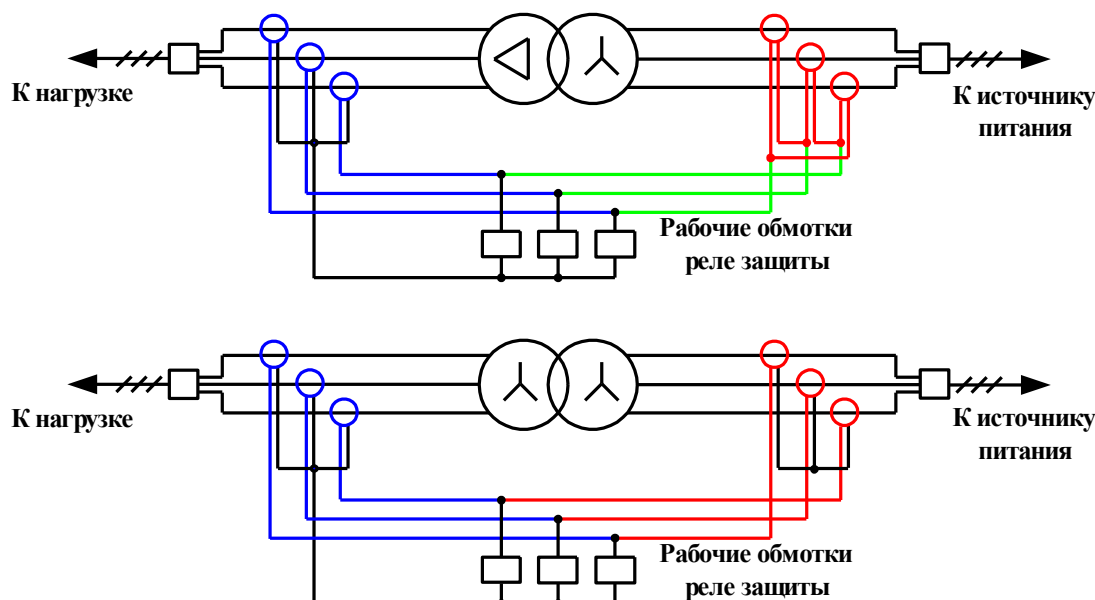 К нагрузке
К источнику
питания
Рабочие обмотки
реле защиты
К нагрузке
К источнику
питания
Рабочие обмотки
реле защиты